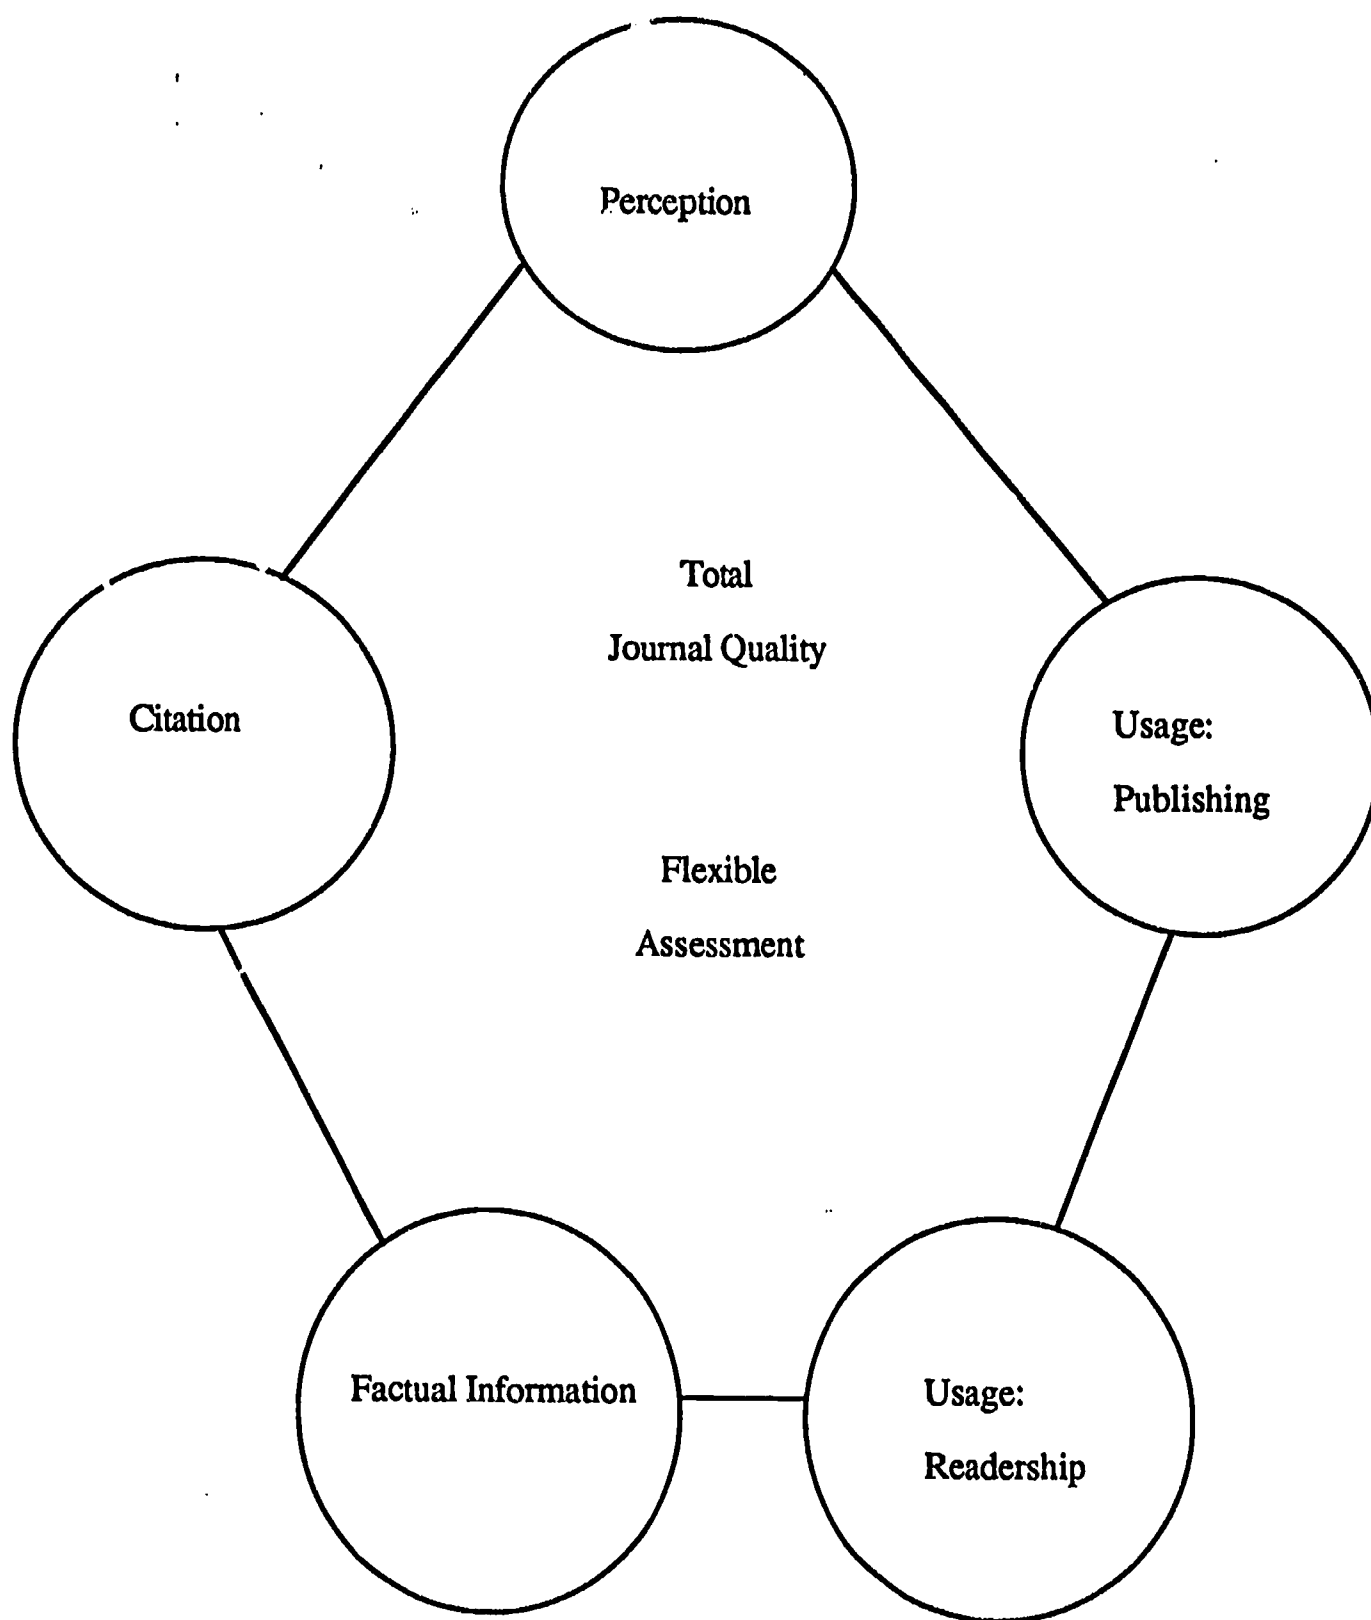 Perception
Total
Journal Quality
Citation
Usage:
Publishing
Flexible
Assessment
Factual Information
Usage:
Readership